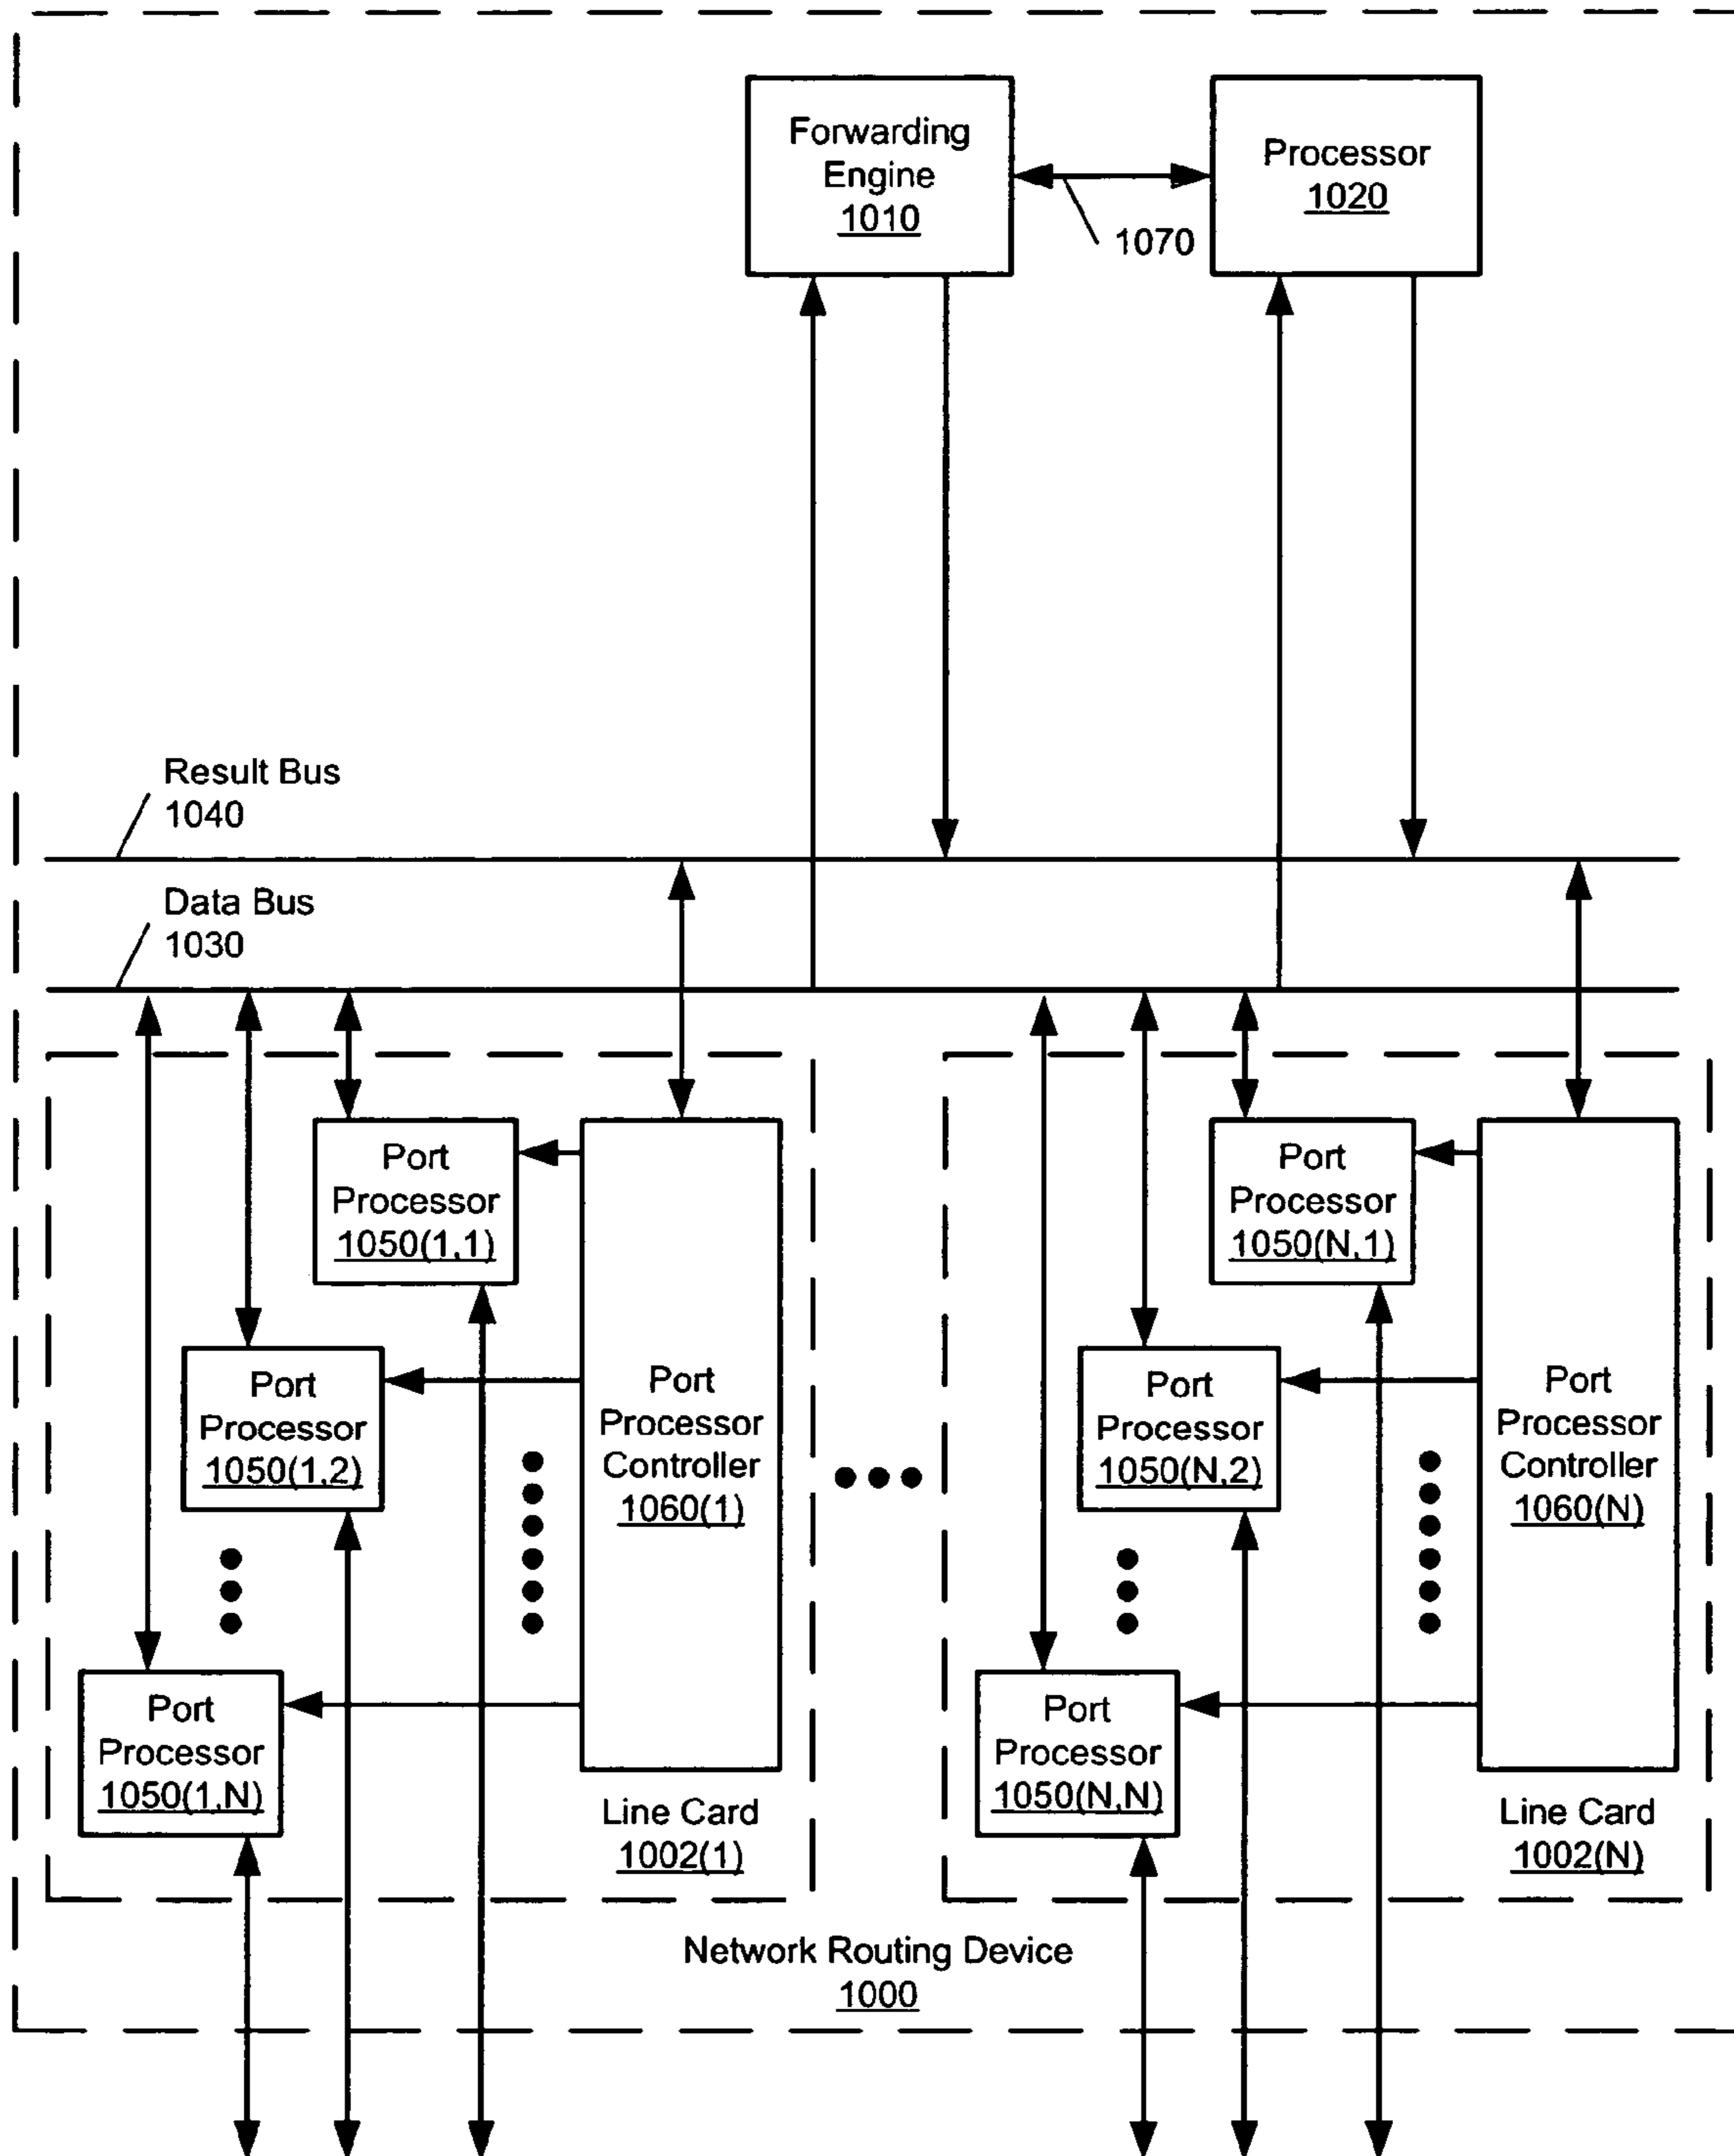 Forwarding
Engine
1010
Processor
1020
1070
Result Bus
1040
Data Bus
1030
Port
Processor
1050(1,1)
Port
Processor
1050(1,2)
Port
Processor
1050(1,N)
Port
Processor
Controller
1060(1)
Line Card
1002(1)
Port
Processor
1050(N,1)
Port
Processor
1050(N,2)
Port
Processor
1050(N,N)
Port
Processor
Controller
1060(N)
Line Card
1002(N)
Network Routing Device
1000